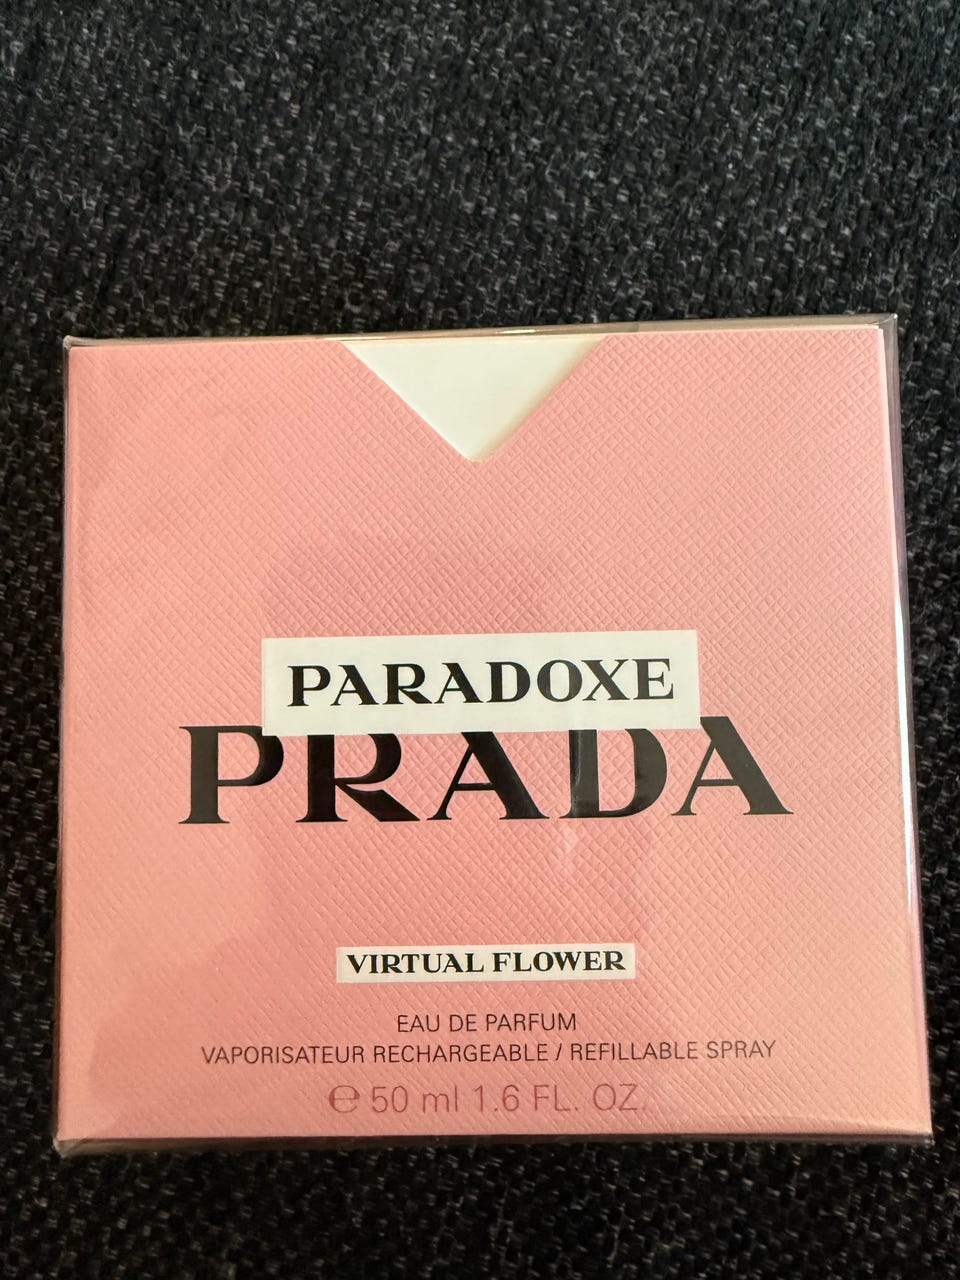 PARADOXE
PRADA
VIRTUAL FLOWER
EAU DE PARFUM
VAPORISATEUR RECHARGEABLE / REFILLABLE SPRAY
℮ 50 ml 1.6 FL. OZ.